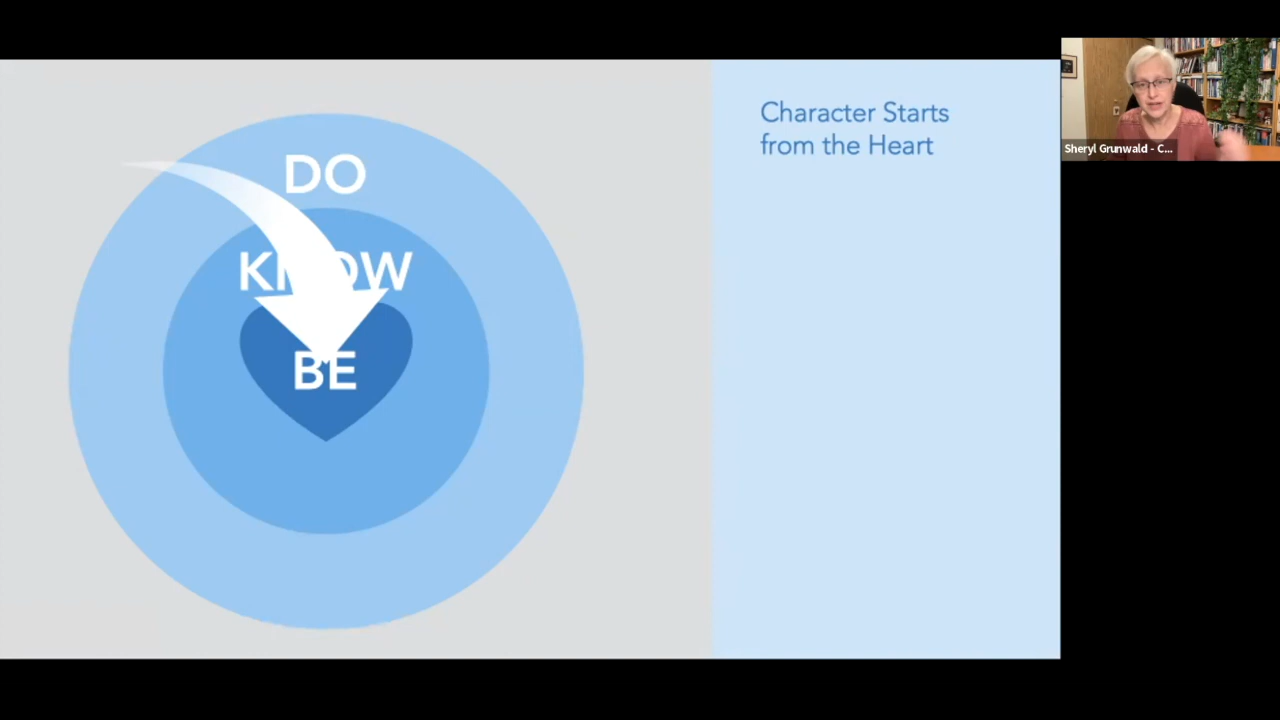 DO
KNOW
BE
Character Starts
from the Heart
Sheryl Grunwald - C...